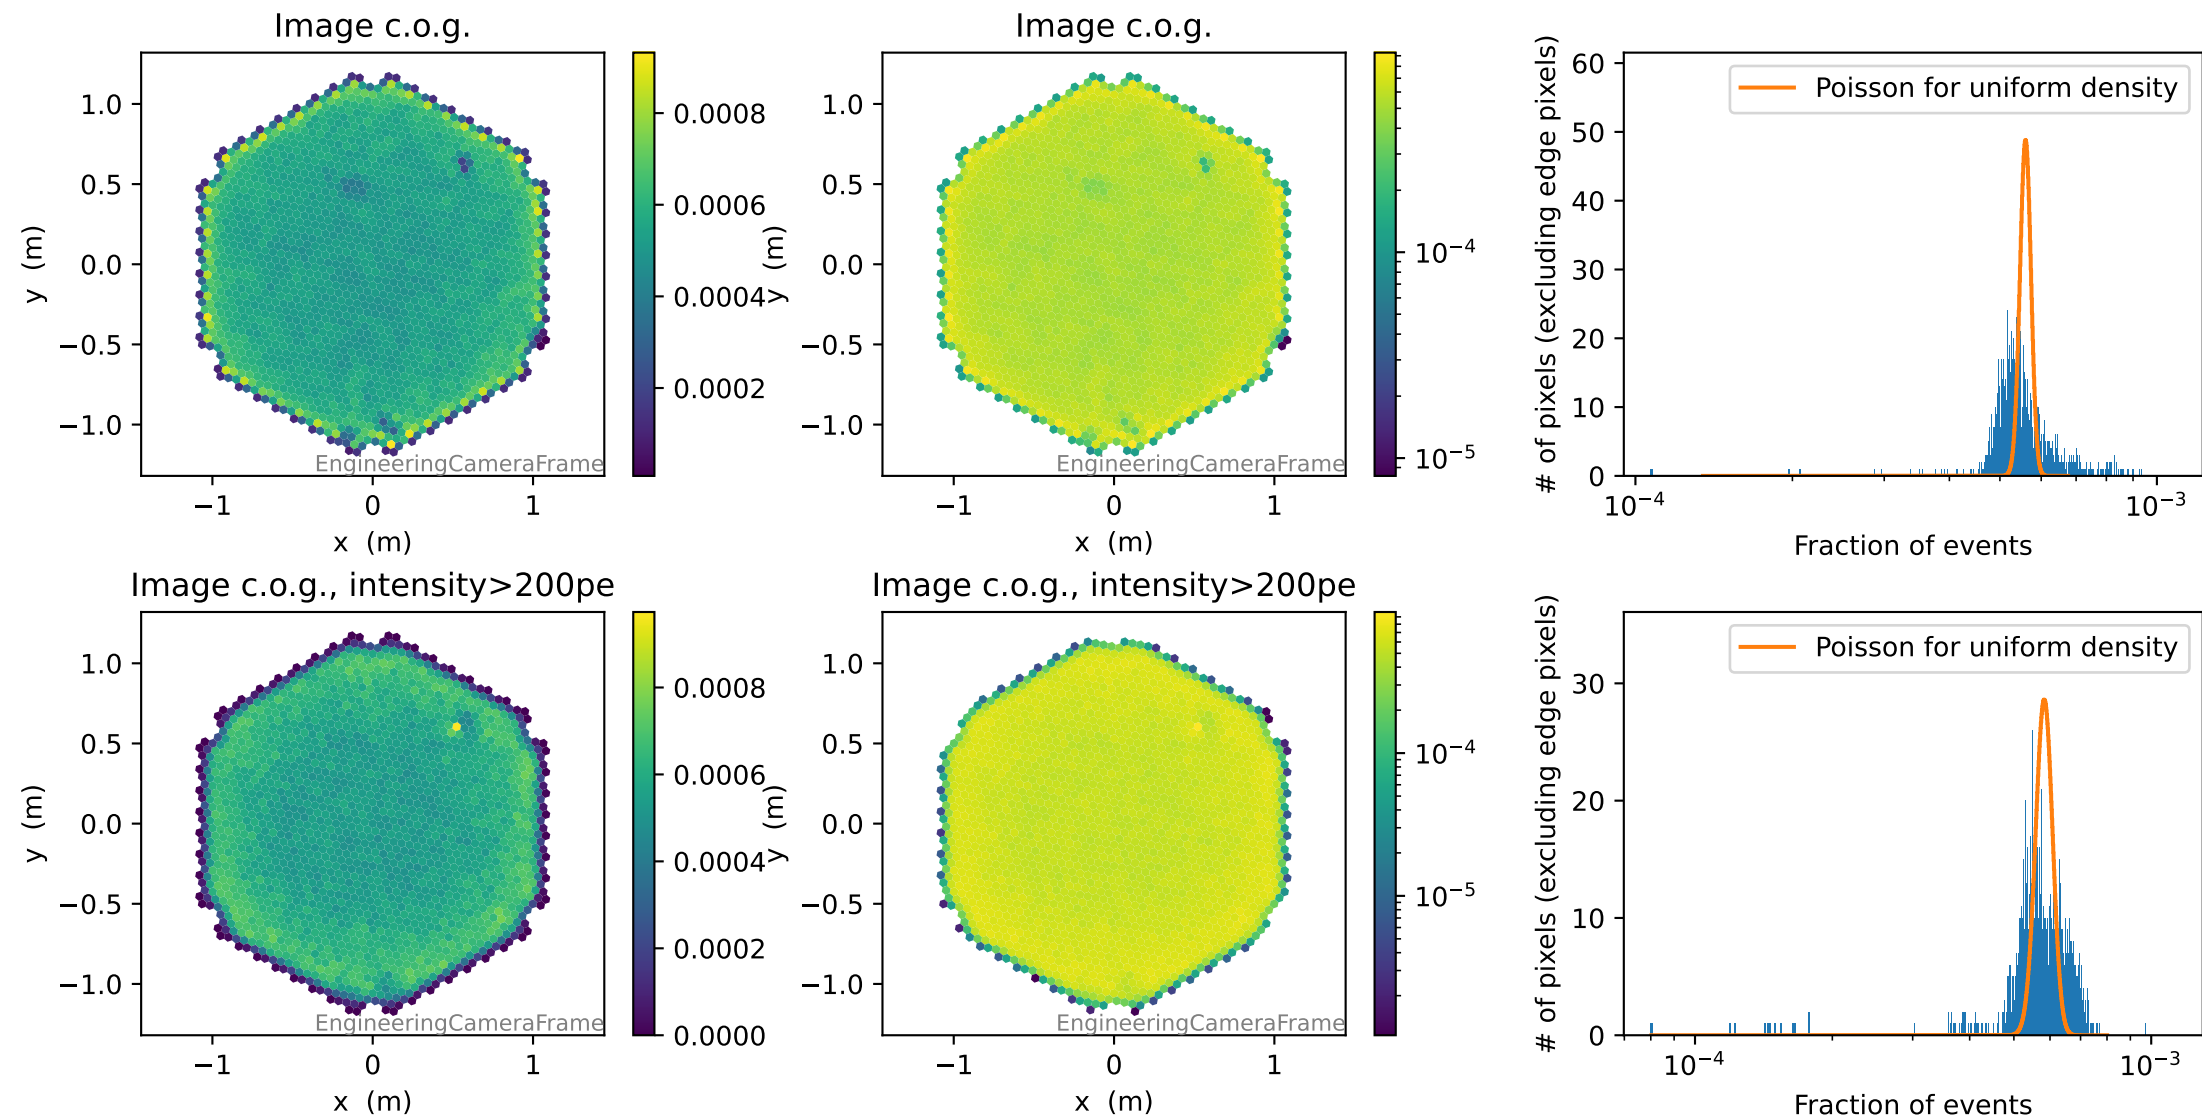 Image c.o.g.
1.0
0.5
0.0
−0.5
−1.0
y (m)
−1
0
1
x (m)
EngineeringCameraFrame
0.0008
0.0006
0.0004
0.0002
Image c.o.g.
1.0
0.5
0.0
−0.5
−1.0
y (m)
−1
0
1
x (m)
EngineeringCameraFrame
10⁻⁴
10⁻⁵
# of pixels (excluding edge pixels)
60
50
40
30
20
10
0
Poisson for uniform density
10⁻⁴
10⁻³
Fraction of events
Image c.o.g., intensity>200pe
1.0
0.5
0.0
−0.5
−1.0
y (m)
−1
0
1
x (m)
EngineeringCameraFrame
0.0008
0.0006
0.0004
0.0002
0.0000
Image c.o.g., intensity>200pe
1.0
0.5
0.0
−0.5
−1.0
y (m)
−1
0
1
x (m)
EngineeringCameraFrame
10⁻⁴
10⁻⁵
# of pixels (excluding edge pixels)
30
20
10
0
Poisson for uniform density
10⁻⁴
10⁻³
Fraction of events